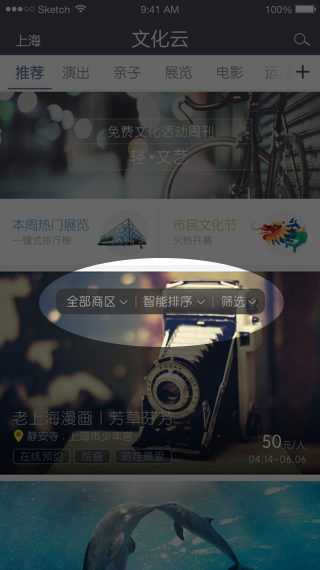 ●●●○○ Sketch 9:41 AM 100%
上海 文化云
推荐 演出 亲子 展览 电影 运 +
免费文化活动周刊
轻·文艺
本周热门展览 市民文化节
一键式排行榜 火热开幕
全部商区 | 智能排序 | 筛选
老上海漫画 | 芳草芬芳
静安寺 . 上海市少年宫 50元/人
在线预约 绘画 萌娃最爱 04.14-06.06